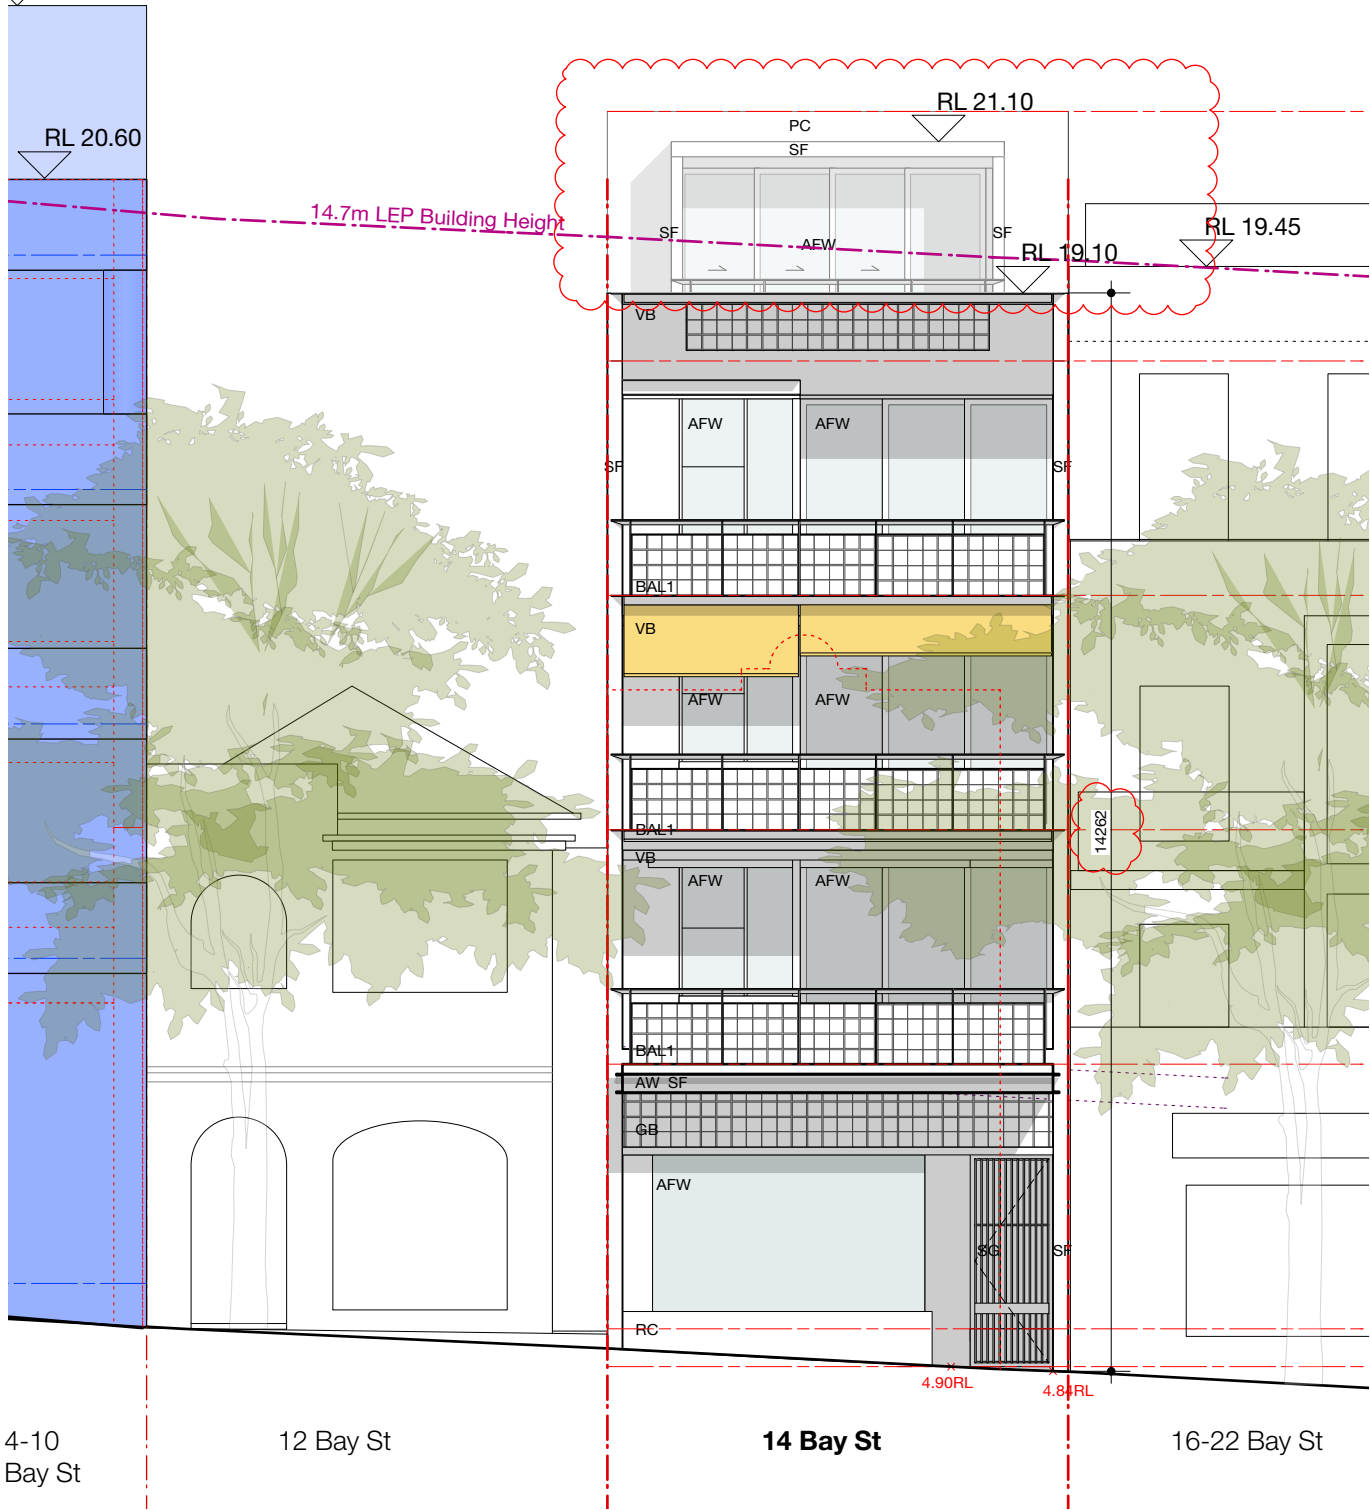 RL 21.10
PC
RL 20.60
SF
14.7m LEP Building Height
SF
AFW
SF
RL 19.10
RL 19.45
VB
AFW
AFW
SF
SF
BAL1
VB
AFW
AFW
BAL1
14262
VB
AFW
AFW
BAL1
AW SF
GB
AFW
SG
SF
RC
4.90RL
4.84RL
4-10
Bay St
12 Bay St
14 Bay St
16-22 Bay St